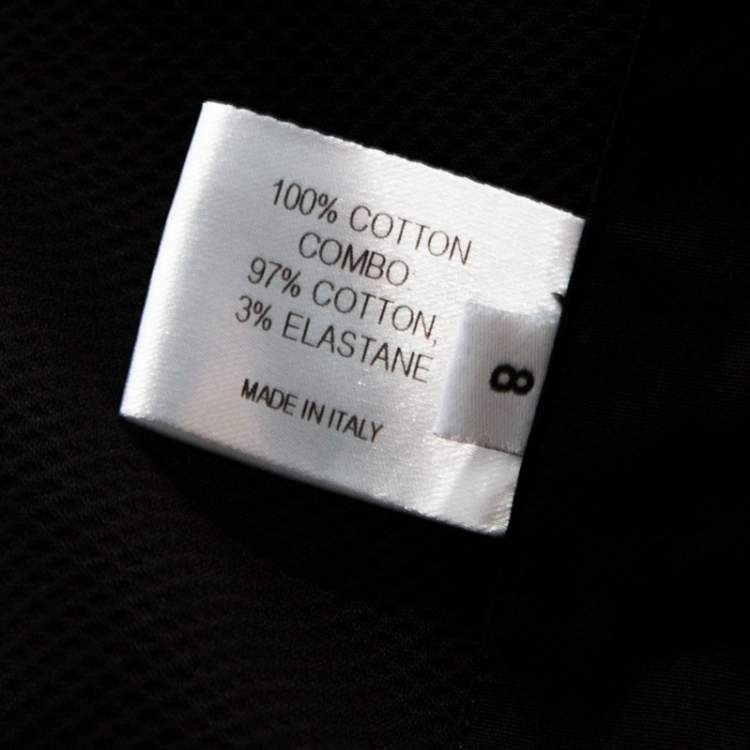 100% COTTON
COMBO
97% COTTON,
3% ELASTANE
MADE IN ITALY
8